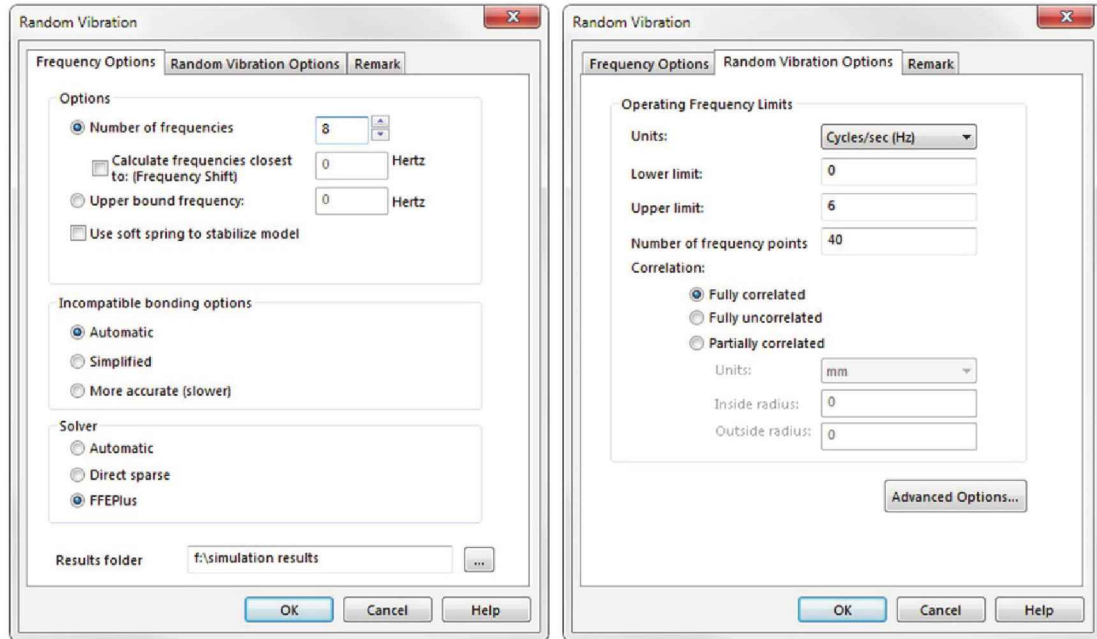 Random Vibration
x
Frequency Options Random Vibration Options Remark
Options
Number of frequencies 8
Calculate frequencies closest
to: (Frequency Shift) 0 Hertz
Upper bound frequency: 0 Hertz
Use soft spring to stabilize model
Incompatible bonding options
Automatic
Simplified
More accurate (slower)
Solver
Automatic
Direct sparse
FFEPlus
Results folder f:\simulation results ...
OK Cancel Help
Random Vibration
x
Frequency Options Random Vibration Options Remark
Operating Frequency Limits
Units: Cycles/sec (Hz)
Lower limit: 0
Upper limit: 6
Number of frequency points 40
Correlation:
Fully correlated
Fully uncorrelated
Partially correlated
Units: mm
Inside radius: 0
Outside radius: 0
Advanced Options...
OK Cancel Help